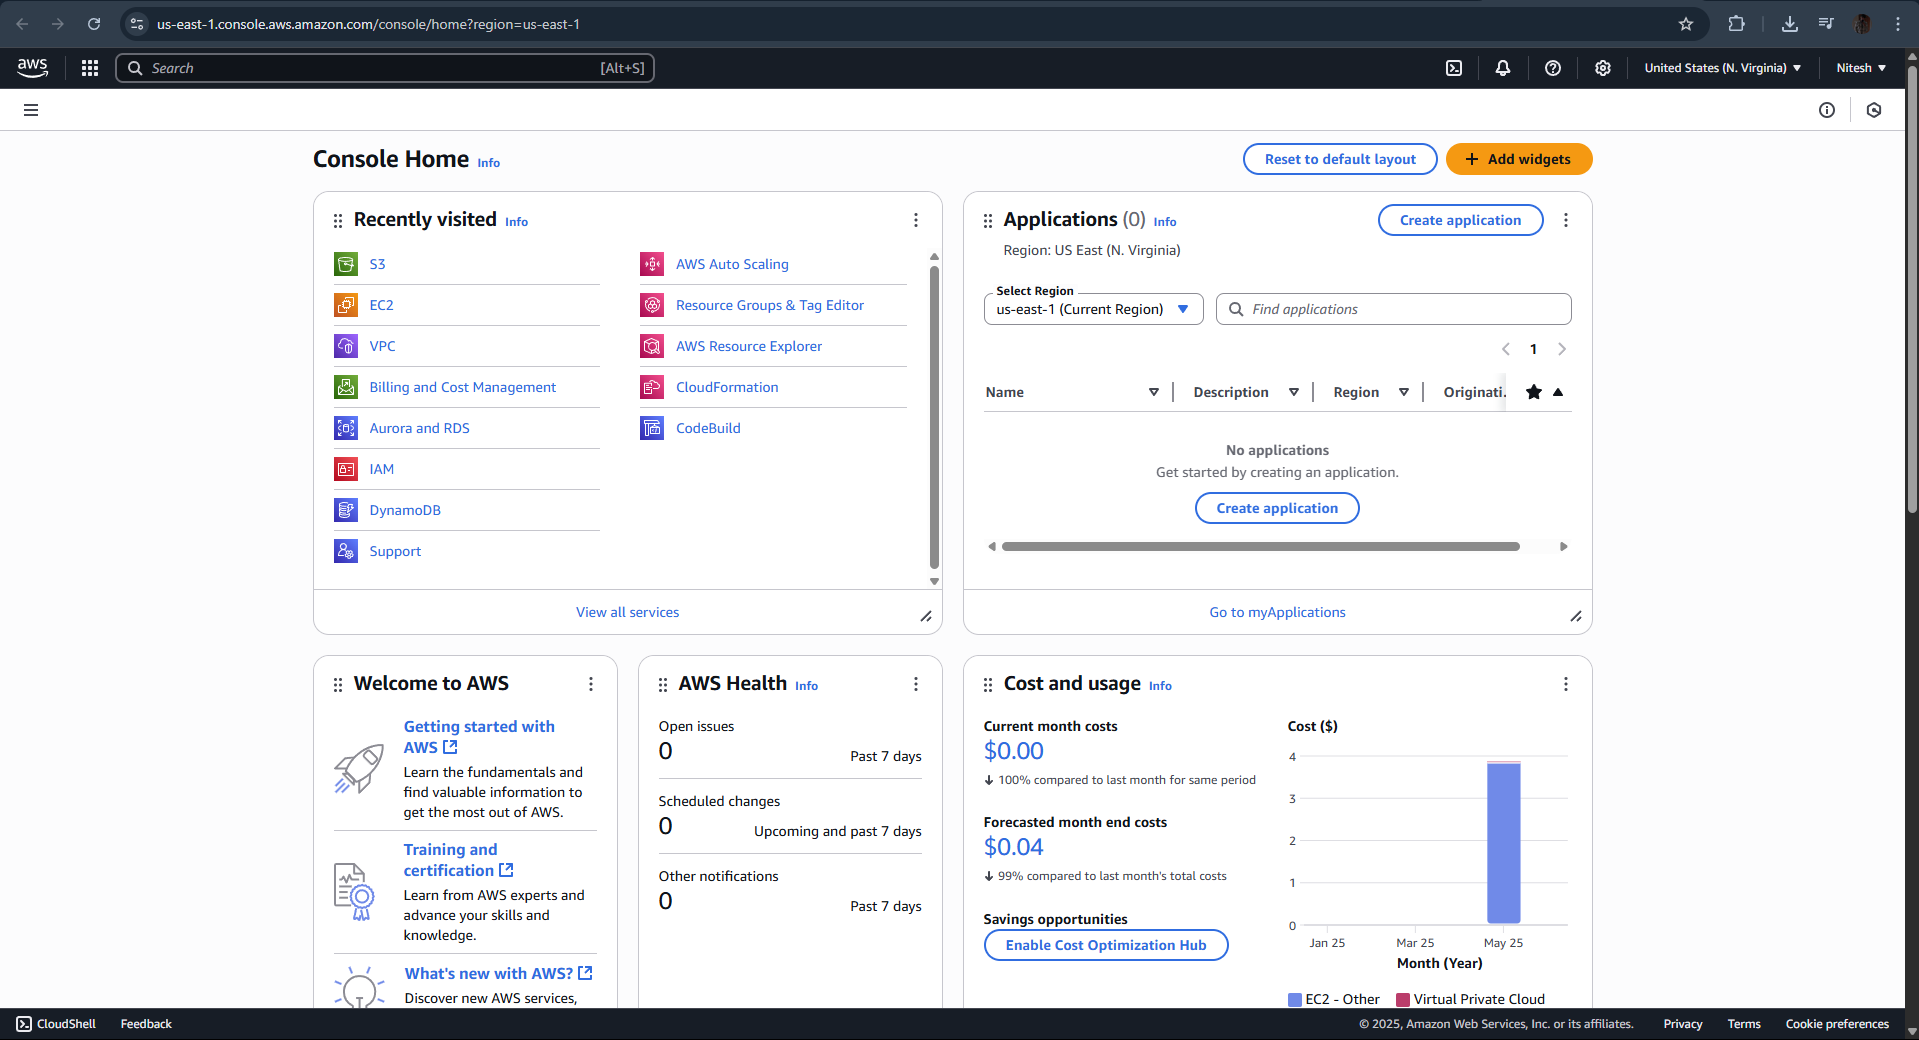 us-east-1.console.aws.amazon.com/console/home?region=us-east-1
aws
Search
[Alt+S]
United States (N. Virginia)
Nitesh
Console Home
Info
Reset to default layout
Add widgets
Recently visited
Info
S3
EC2
VPC
Billing and Cost Management
Aurora and RDS
IAM
DynamoDB
Support
AWS Auto Scaling
Resource Groups & Tag Editor
AWS Resource Explorer
CloudFormation
CodeBuild
View all services
Applications (0)
Info
Create application
Region: US East (N. Virginia)
Select Region
us-east-1 (Current Region)
Find applications
1
Name
Description
Region
Originati.
No applications
Get started by creating an application.
Create application
Go to myApplications
Welcome to AWS
Getting started with
AWS
Learn the fundamentals and
find valuable information to
get the most out of AWS.
Training and
certification
Learn from AWS experts and
advance your skills and
knowledge.
What's new with AWS?
Discover new AWS services,
AWS Health
Info
Open issues
0
Past 7 days
Scheduled changes
0
Upcoming and past 7 days
Other notifications
0
Past 7 days
Cost and usage
Info
Current month costs
$0.00
100% compared to last month for same period
Forecasted month end costs
$0.04
99% compared to last month's total costs
Savings opportunities
Enable Cost Optimization Hub
Cost ($)
4
3
2
1
0
Jan 25
Mar 25
May 25
Month (Year)
EC2 - Other
Virtual Private Cloud
CloudShell
Feedback
© 2025, Amazon Web Services, Inc. or its affiliates.
Privacy
Terms
Cookie preferences